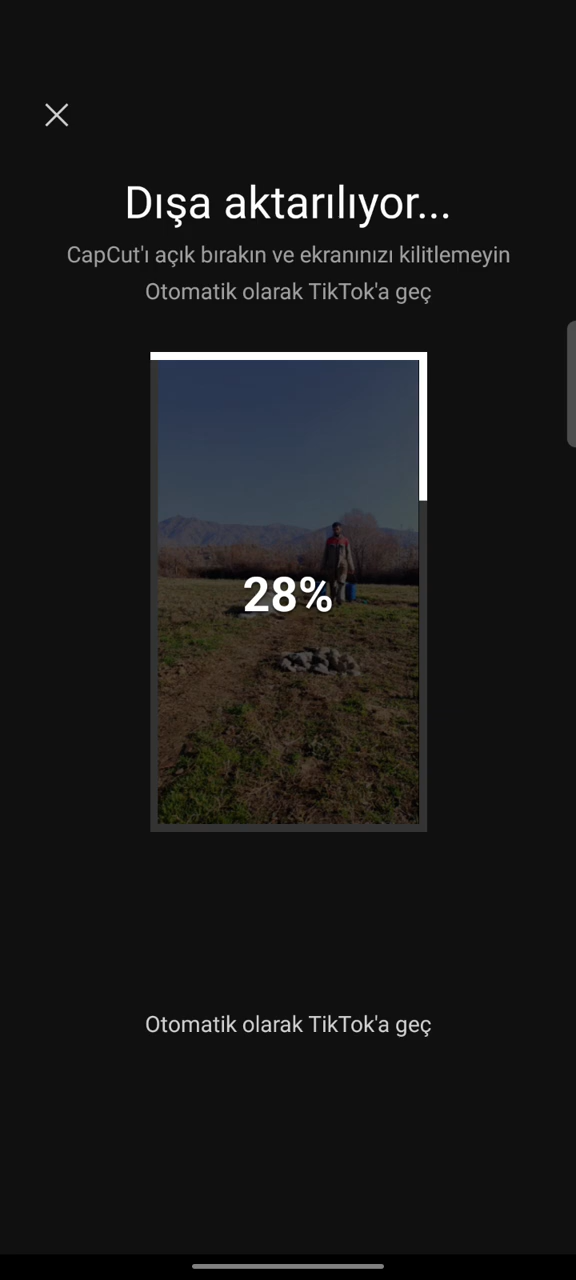 Dışa aktarılıyor...
CapCut'ı açık bırakın ve ekranınızı kilitlemeyin
Otomatik olarak TikTok'a geç
28%
Otomatik olarak TikTok'a geç